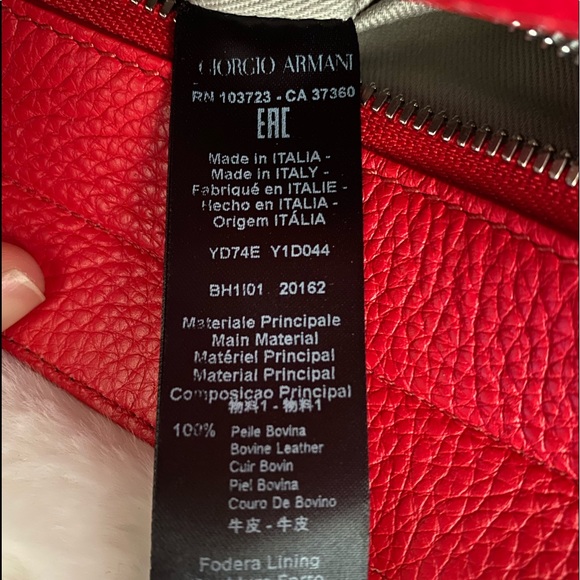 GIORGIO ARMANI
RN 103723 - CA 37360
EAC
Made in ITALIA -
Made in ITALY -
Fabriqué en ITALIE -
Hecho en ITALIA -
Origem ITÁLIA
YD74E Y1D044
BH1I01 20162
Materiale Principale
Main Material
Matériel Principal
Material Principal
Composicao Principal
物料1 - 物料1
100% Pelle Bovina
Bovine Leather
Cuir Bovin
Piel Bovina
Couro De Bovino
牛皮 - 牛皮
Fodera Lining